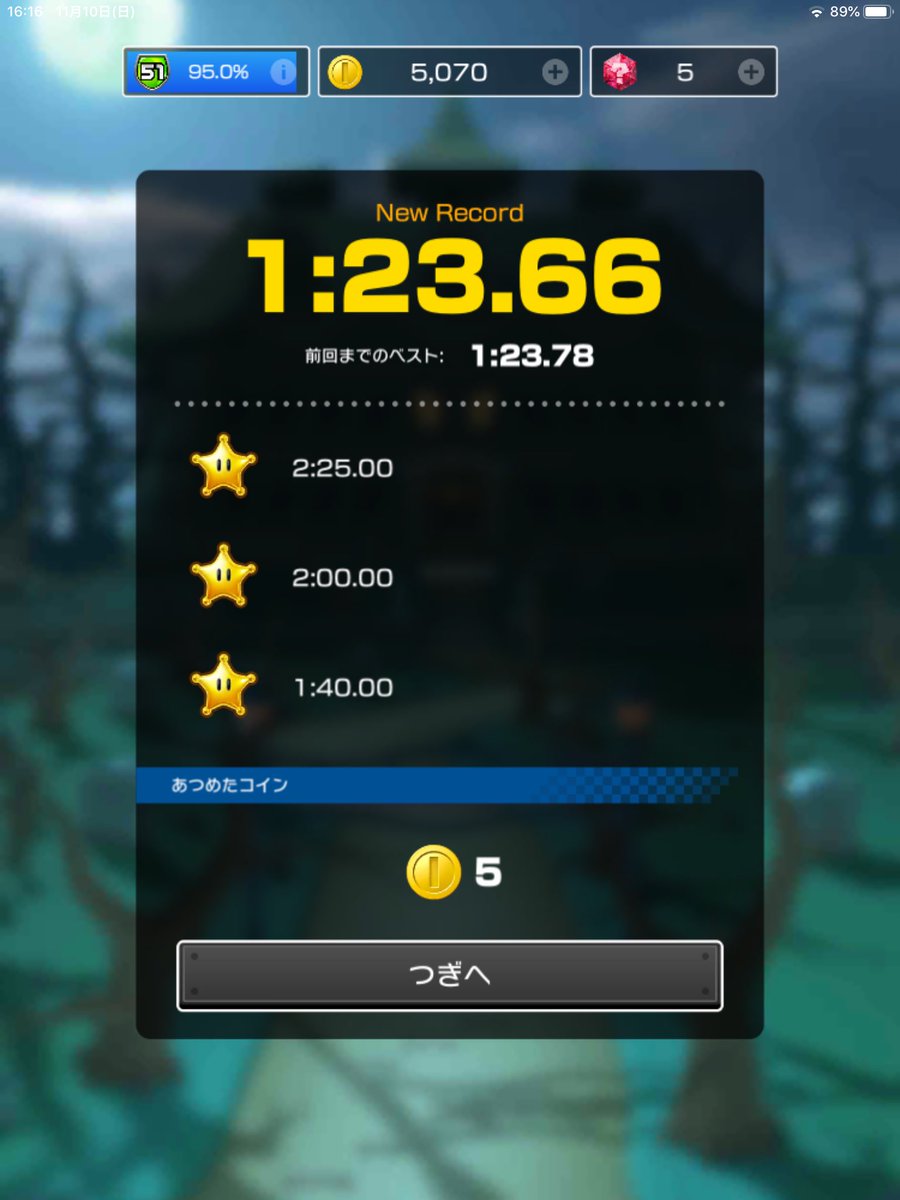 16:16 11月10日(日) 89%
51 95.0% i 5,070 + ? 5 +
New Record
1:23.66
前回までのベスト: 1:23.78
2:25.00
2:00.00
1:40.00
あつめたコイン
5
つぎへ